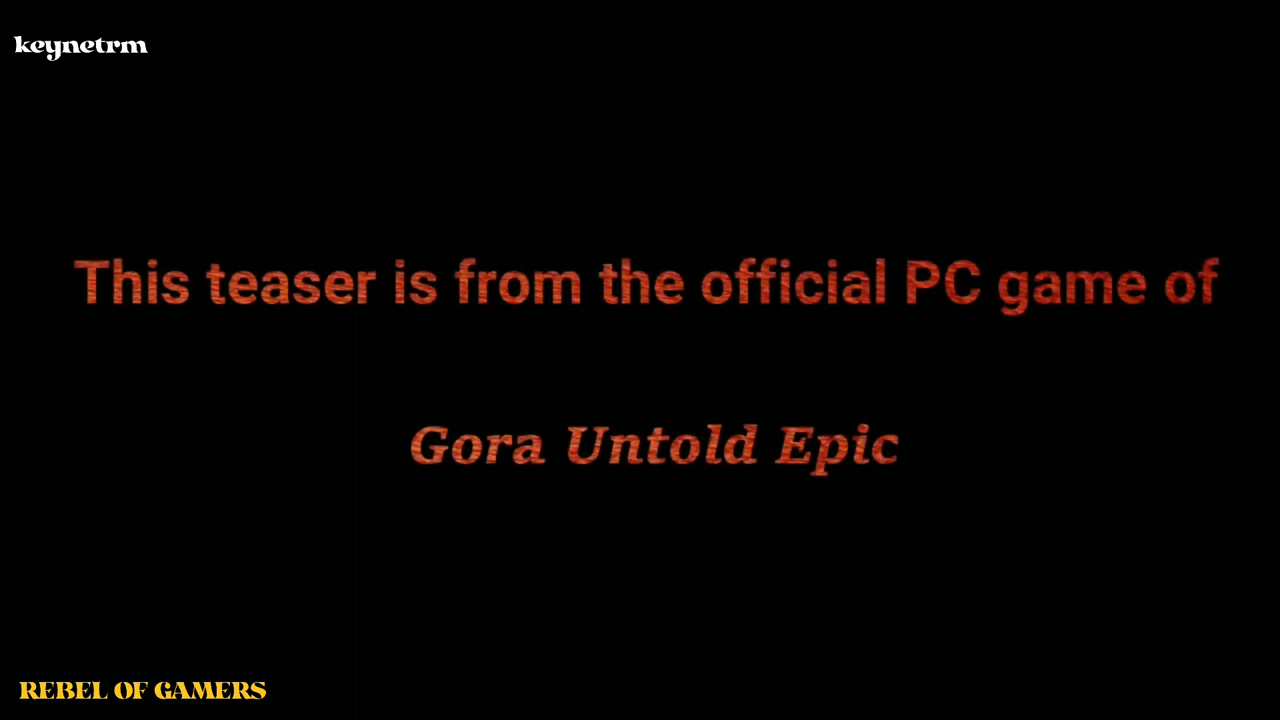 keynetrm
This teaser is from the official PC game of
Gora Untold Epic
REBEL OF GAMERS